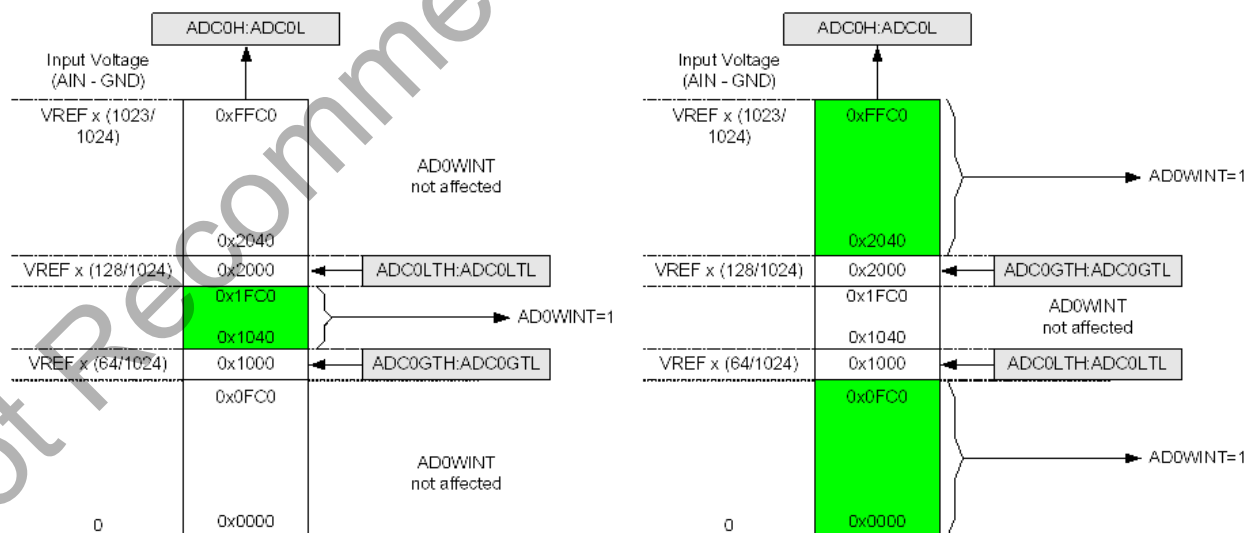 ADC0H:ADC0L
Input Voltage
(AIN - GND)
VREF x (1023/
1024)
0xFFC0
AD0WINT
not affected
0x2040
VREF x (128/1024)
0x2000
ADC0LTH:ADC0LTL
0x1FC0
AD0WINT=1
0x1040
VREF x (64/1024)
0x1000
ADC0GTH:ADC0GTL
0x0FC0
AD0WINT
not affected
0
0x0000
ADC0H:ADC0L
Input Voltage
(AIN - GND)
VREF x (1023/
1024)
0xFFC0
AD0WINT=1
0x2040
VREF x (128/1024)
0x2000
ADC0GTH:ADC0GTL
0x1FC0
AD0WINT
not affected
0x1040
VREF x (64/1024)
0x1000
ADC0LTH:ADC0LTL
0x0FC0
AD0WINT=1
0
0x0000